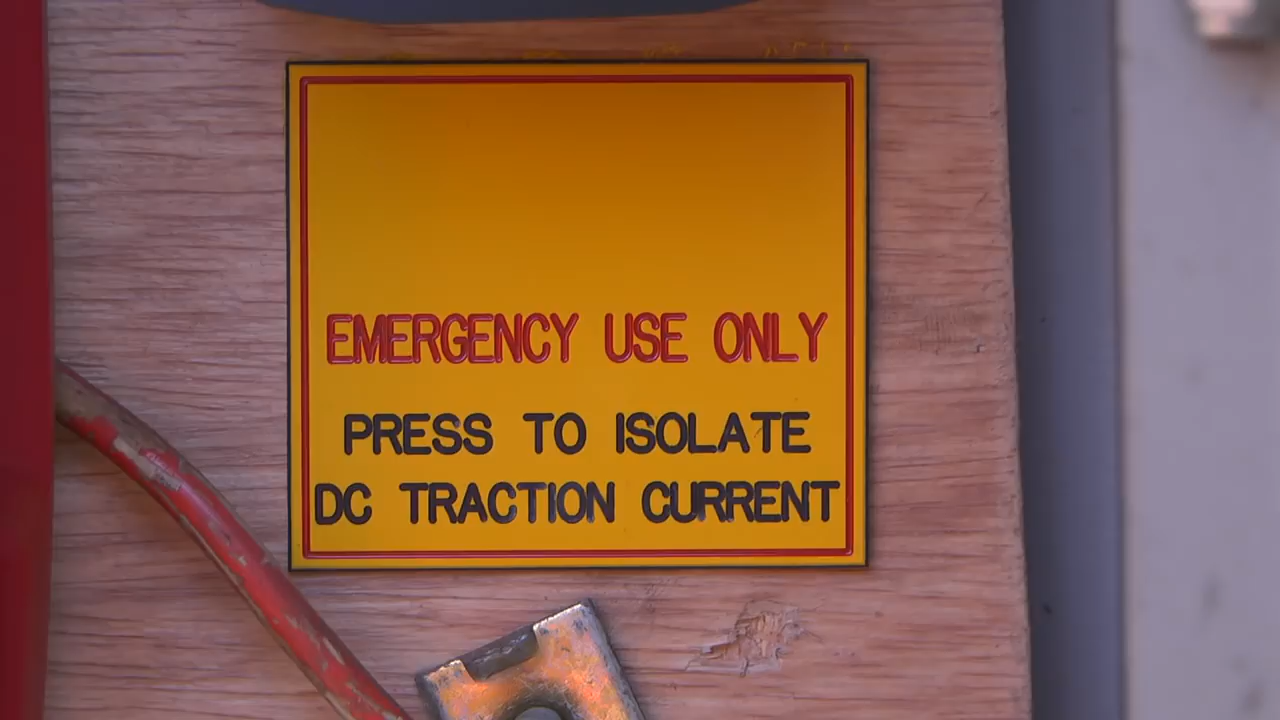 EMERGENCY USE ONLY
PRESS TO ISOLATE
DC TRACTION CURRENT